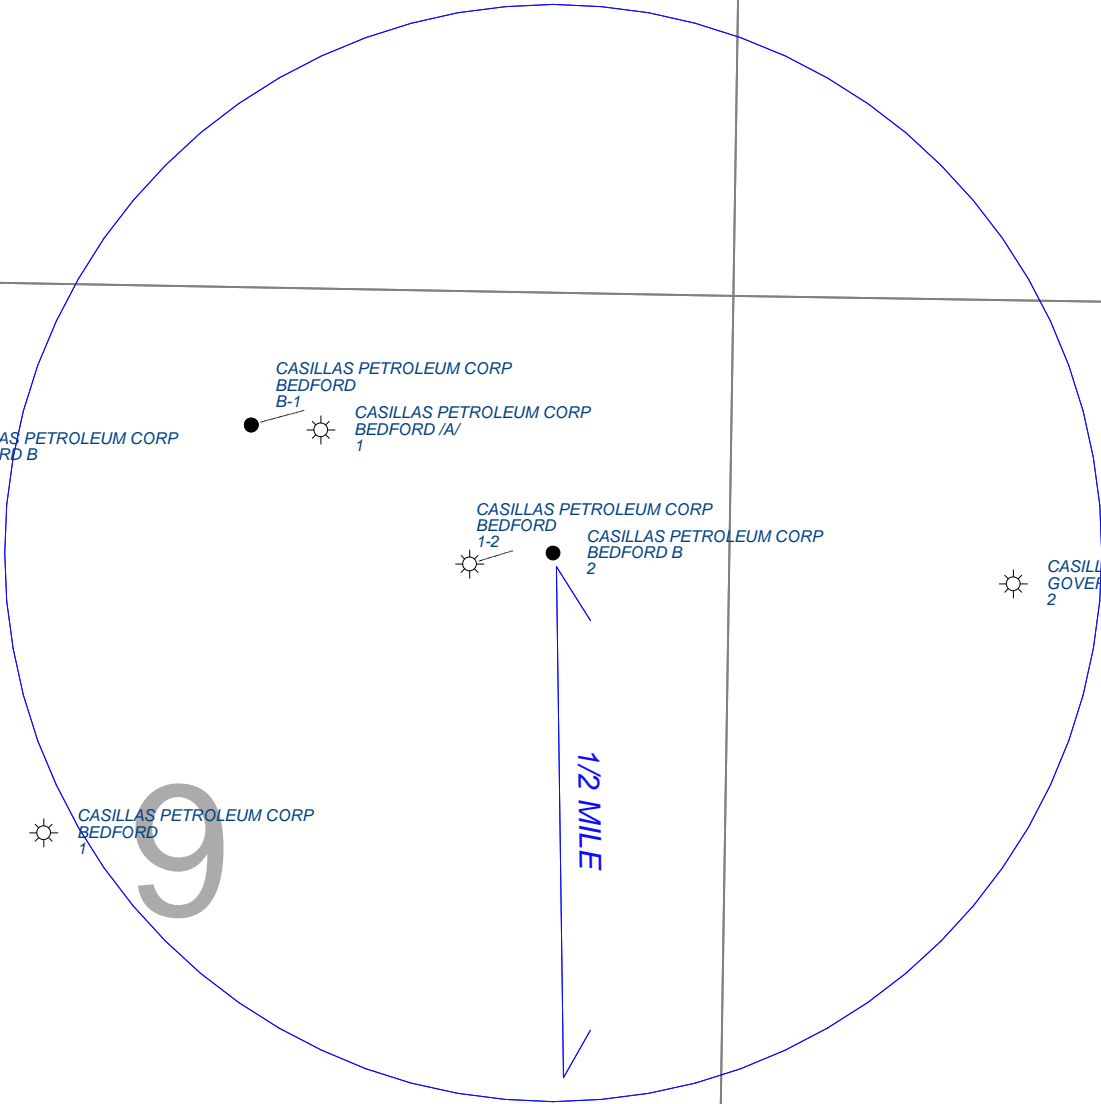 CASILLAS PETROLEUM CORP
BEDFORD
B-1
CASILLAS PETROLEUM CORP
BEDFORD /A/
1
AS PETROLEUM CORP
RD B
CASILLAS PETROLEUM CORP
BEDFORD
1-2
CASILLAS PETROLEUM CORP
BEDFORD B
2
CASILL
GOVER
2
1/2 MILE
CASILLAS PETROLEUM CORP
BEDFORD
1
9